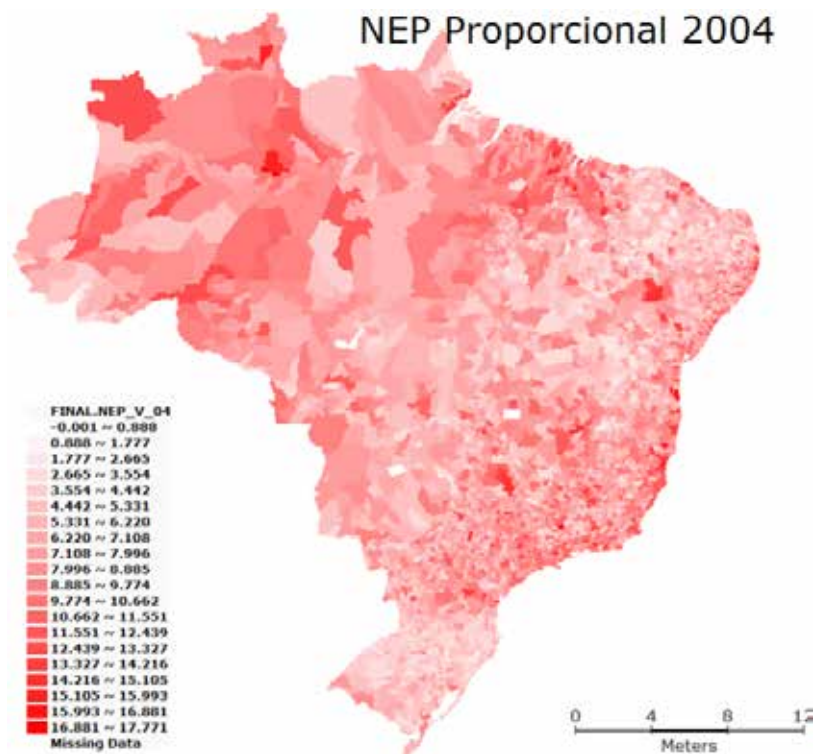 NEP Proporcional 2004
FINAL.NEP_V_04
-0.001 ~ 0.888
0.888 ~ 1.777
1.777 ~ 2.665
2.665 ~ 3.554
3.554 ~ 4.442
4.442 ~ 5.331
5.331 ~ 6.220
6.220 ~ 7.108
7.108 ~ 7.996
7.996 ~ 8.885
8.885 ~ 9.774
9.774 ~ 10.662
10.662 ~ 11.551
11.551 ~ 12.439
12.439 ~ 13.327
13.327 ~ 14.216
14.216 ~ 15.105
15.105 ~ 15.993
15.993 ~ 16.881
16.881 ~ 17.771
Missing Data
0 4 8 12
Meters